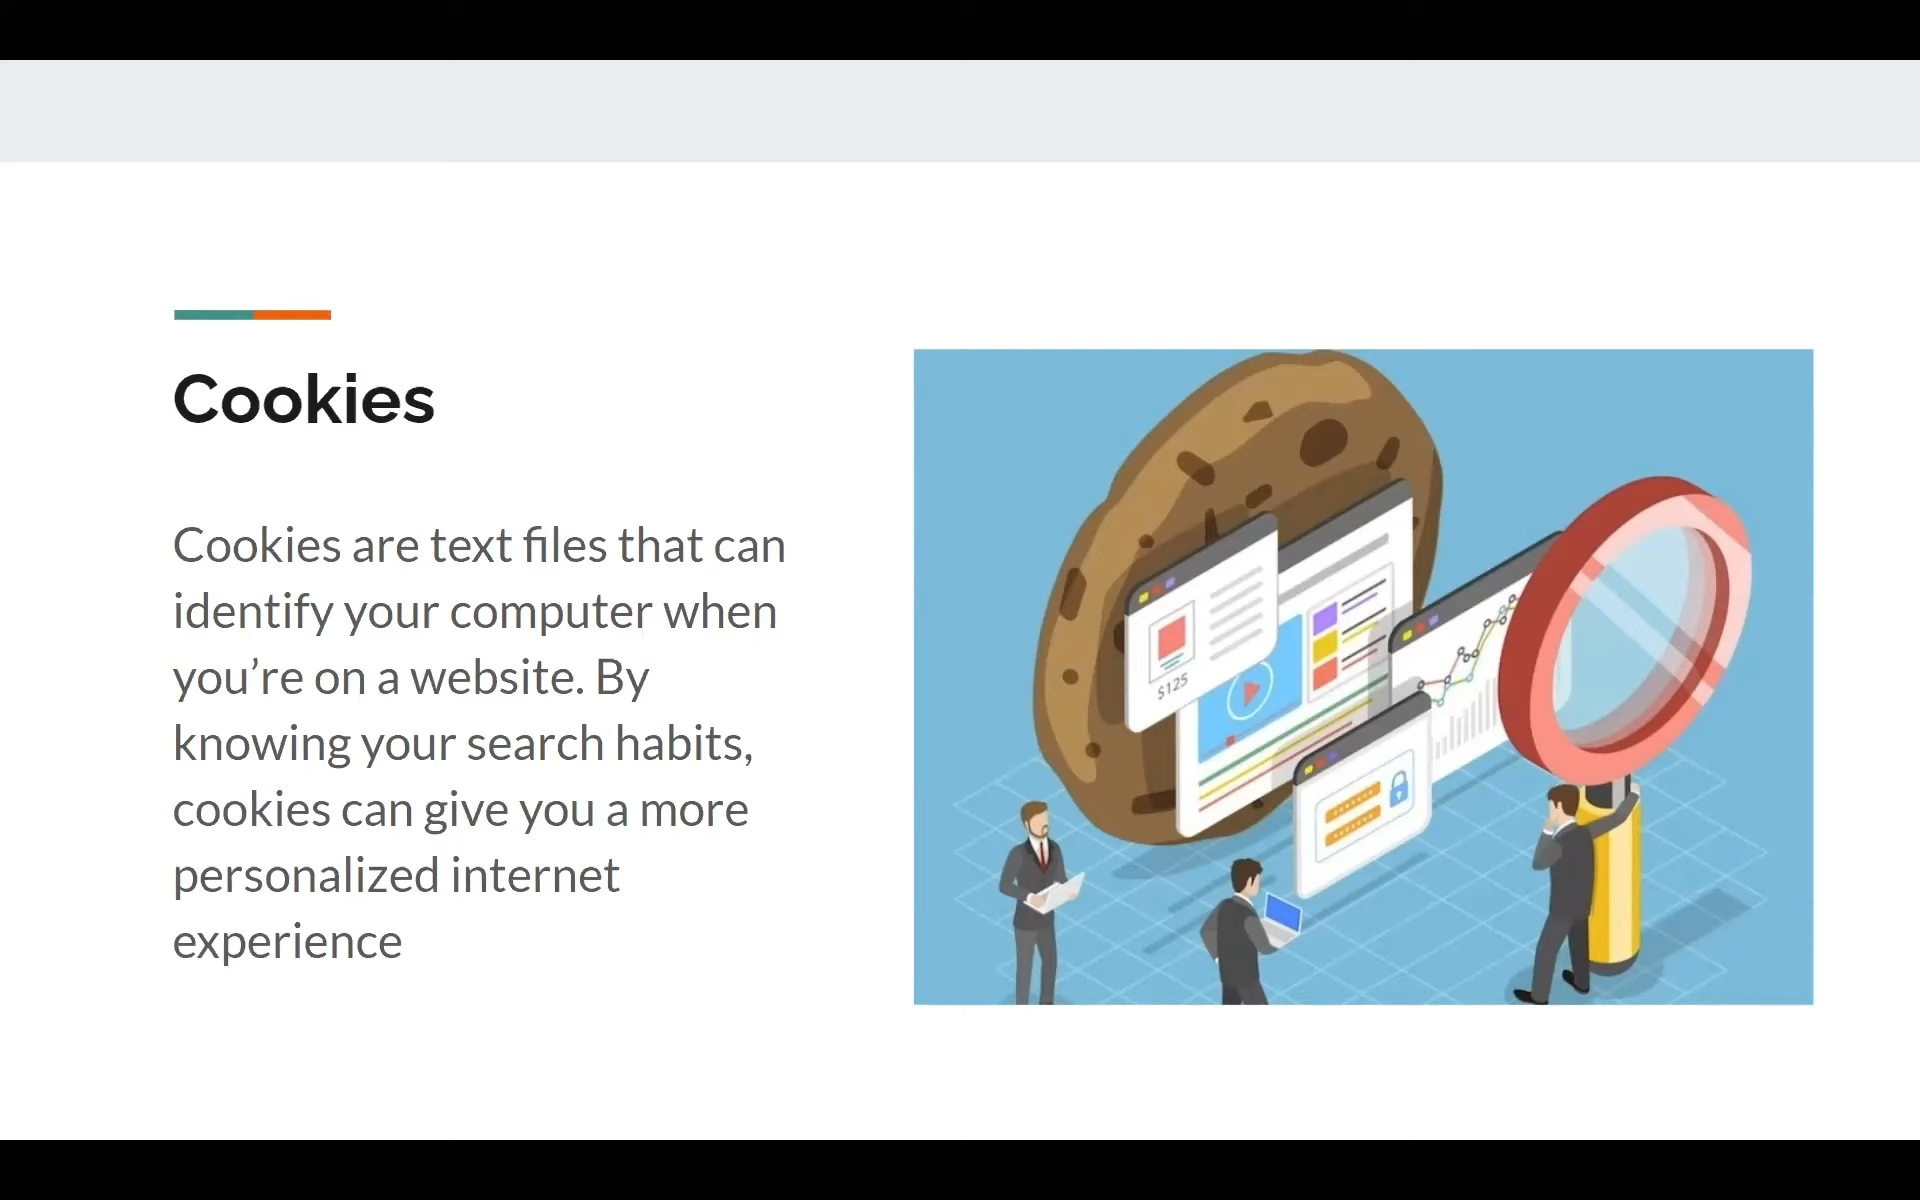 Cookies
Cookies are text files that can
identify your computer when
you’re on a website. By
knowing your search habits,
cookies can give you a more
personalized internet
experience
$125